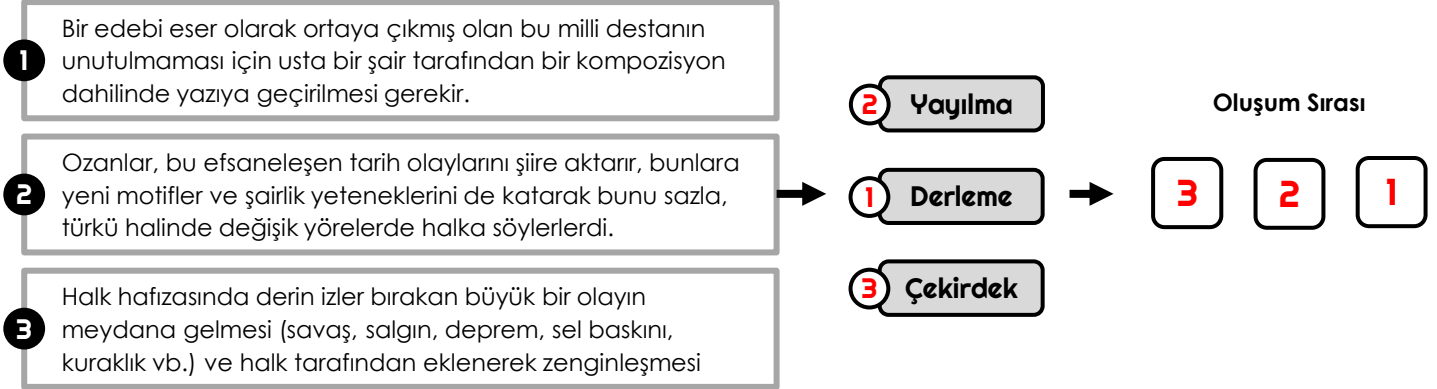 1
Bir edebi eser olarak ortaya çıkmış olan bu milli destanın
unutulmaması için usta bir şair tarafından bir kompozisyon
dahilinde yazıya geçirilmesi gerekir.
2
Ozanlar, bu efsaneleşen tarih olaylarını şiire aktarır, bunlara
yeni motifler ve şairlik yeteneklerini de katarak bunu sazla,
türkü halinde değişik yörelerde halka söylerlerdi.
3
Halk hafızasında derin izler bırakan büyük bir olayın
meydana gelmesi (savaş, salgın, deprem, sel baskını,
kuraklık vb.) ve halk tarafından eklenerek zenginleşmesi
2 Yayılma
1 Derleme
3 Çekirdek
Oluşum Sırası
3 2 1